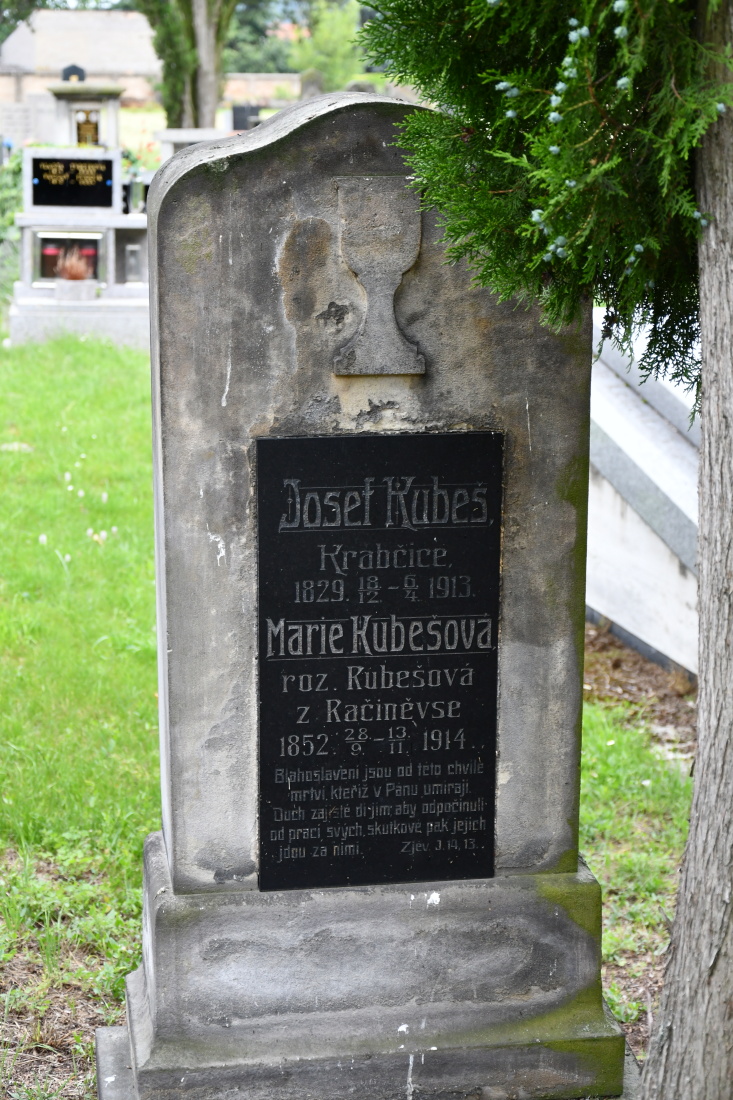 Josef Kubeš,
Krabčice,
1829. 18/12 – 6/4 1913.
Marie Kubešová
roz. Rubešová
z Račiněvse
1852. 28/9 – 13/11 1914.
Blahoslavení jsou od této chvíle
mrtví, kteříž v Pánu umírají.
Duch zajisté dí jim, aby odpočinuli
od prací svých, skutkové pak jejich
jdou za nimi. Zjev. J. 14, 13.